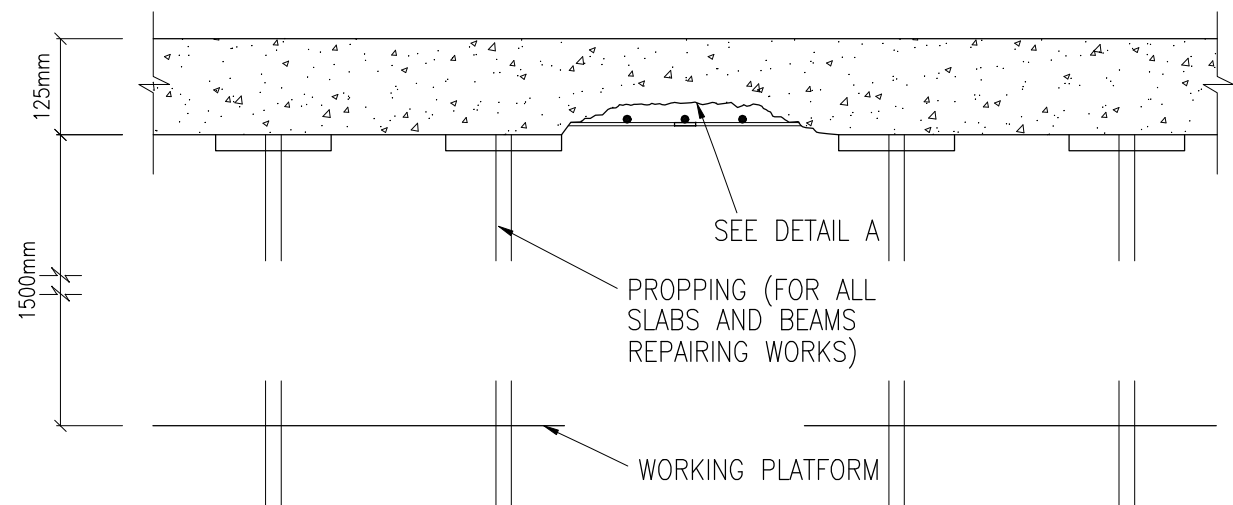 125mm
1500mm
SEE DETAIL A
PROPPING (FOR ALL
SLABS AND BEAMS
REPAIRING WORKS)
WORKING PLATFORM